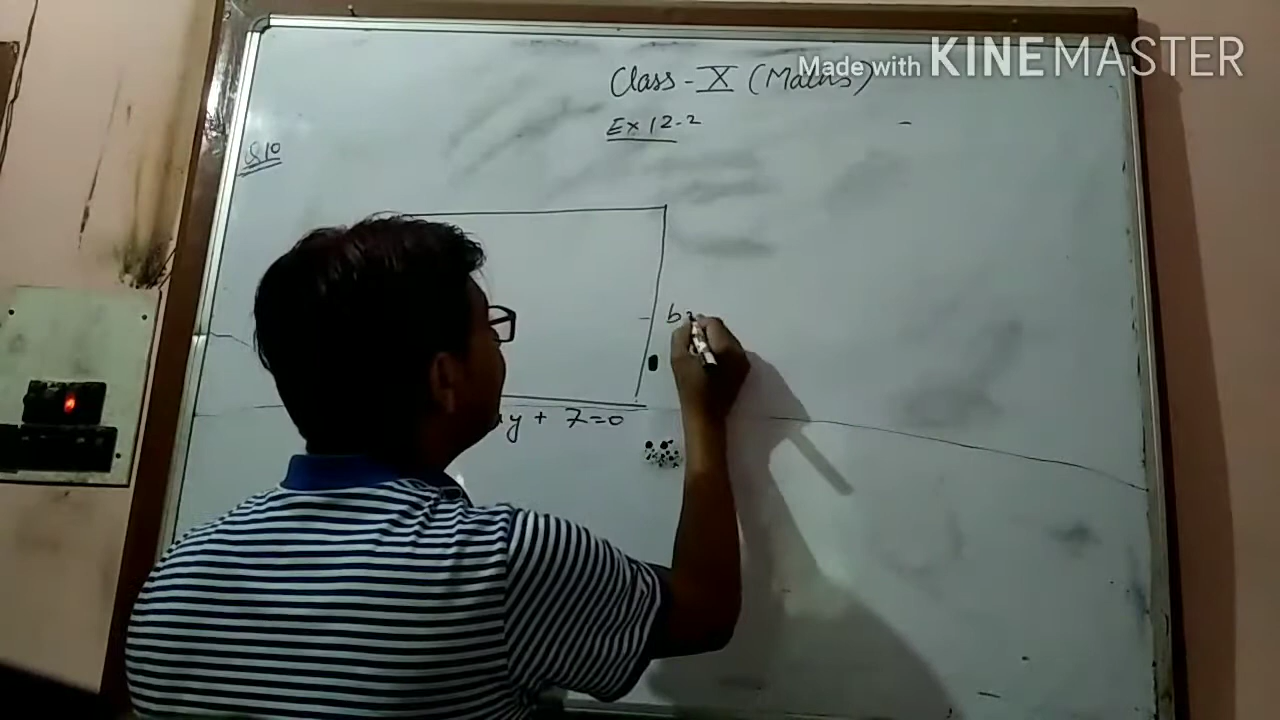 Made with KINEMASTER
Class - X (Maths)
Ex 12.2
Q10
b
y + 7=0